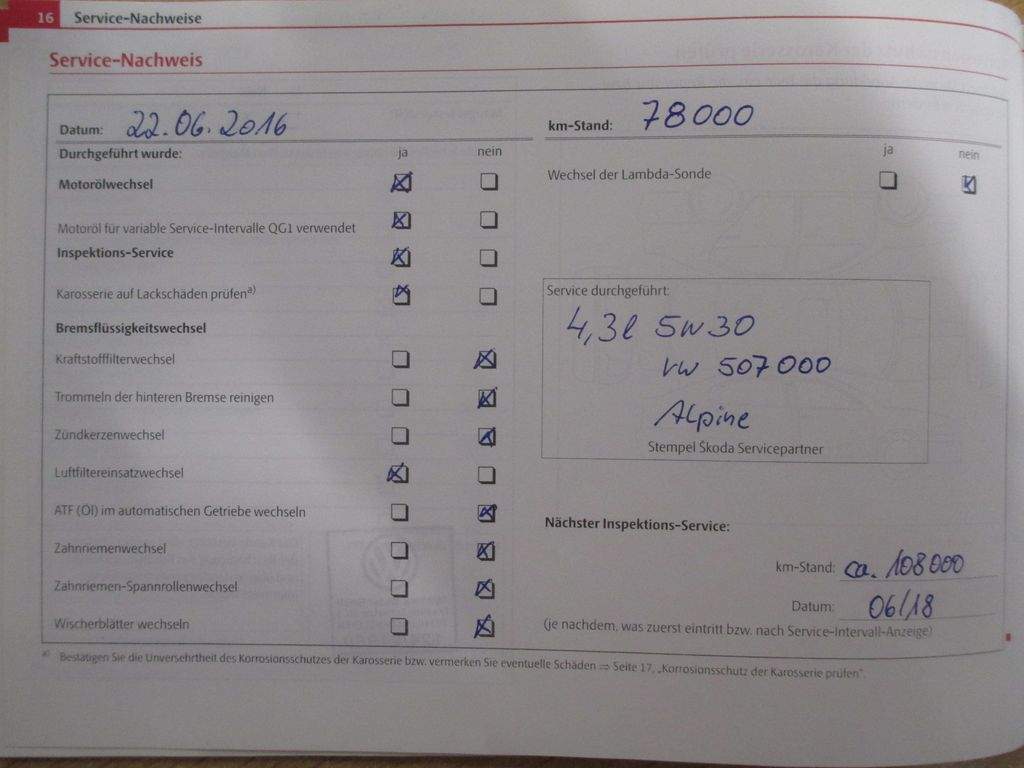 16 Service-Nachweise
Service-Nachweis
Datum: 22.06.2016
km-Stand: 78000
Durchgeführt wurde: ja nein
Motorölwechsel
Motoröl für variable Service-Intervalle QG1 verwendet
Inspektions-Service
Karosserie auf Lackschäden prüfen a)
Bremsflüssigkeitswechsel
Kraftstofffilterwechsel
Trommeln der hinteren Bremse reinigen
Zündkerzenwechsel
Luftfiltereinsatzwechsel
ATF (Öl) im automatischen Getriebe wechseln
Zahnriemenwechsel
Zahnriemen-Spannrollenwechsel
Wischerblätter wechseln
ja nein
Wechsel der Lambda-Sonde
Service durchgeführt:
4,3l 5W30
VW 507000
Alpine
Stempel Škoda Servicepartner
Nächster Inspektions-Service:
km-Stand: ca. 108000
Datum: 06/18
(je nachdem, was zuerst eintritt bzw. nach Service-Intervall-Anzeige)
a) Bestätigen Sie die Unversehrtheit des Korrosionsschutzes der Karosserie bzw. vermerken Sie eventuelle Schäden ⇒ Seite 17, „Korrosionsschutz der Karosserie prüfen".